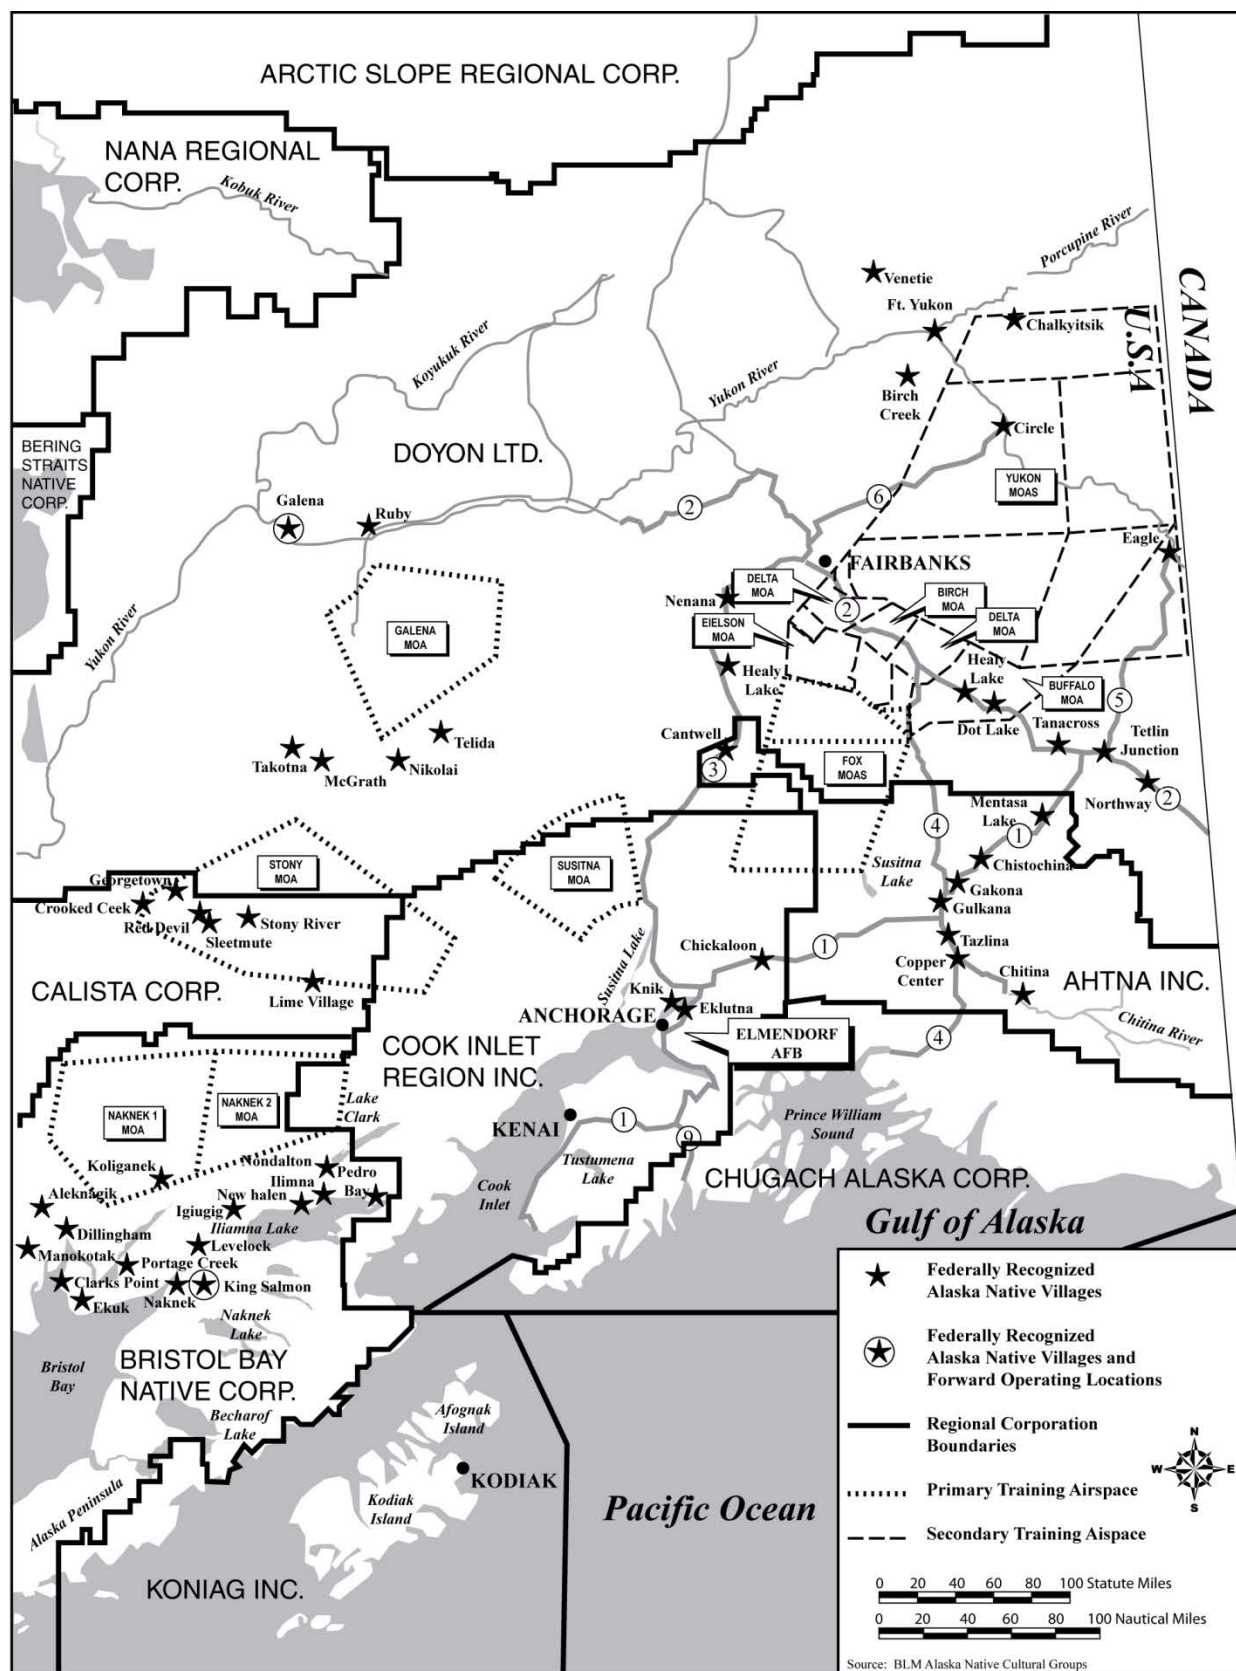 ARCTIC SLOPE REGIONAL CORP.
NANA REGIONAL
CORP.
Kobuk River
Porcupine River
CANADA
U.S.A
Venetie
Ft. Yukon
Chalkyitsik
Koyukuk River
Yukon River
Birch
Creek
Circle
BERING
STRAITS
NATIVE
CORP.
DOYON LTD.
Galena
Ruby
2
6
YUKON
MOAS
Eagle
FAIRBANKS
DELTA
MOA
2
BIRCH
MOA
Nenana
EIELSON
MOA
DELTA
MOA
Yukon River
GALENA
MOA
Healy
Lake
Healy
Lake
BUFFALO
MOA
5
Dot Lake
Tanacross
Tetlin
Junction
Telida
Takotna
McGrath
Nikolai
Cantwell
3
FOX
MOAS
Northway
2
Mentasa
Lake
1
4
STONY
MOA
SUSITNA
MOA
Susitna
Lake
Chistochina
Gakona
Gulkana
Georgetown
Crooked Ceek
Red Devil
Sleetmute
Stony River
Tazlina
Chickaloon
1
Copper
Center
Chitina
Susitna Lake
CALISTA CORP.
Lime Village
Knik
Eklutna
AHTNA INC.
ANCHORAGE
ELMENDORF
AFB
4
Chitina River
COOK INLET
REGION INC.
NAKNEK 1
MOA
NAKNEK 2
MOA
Lake
Clark
KENAI
1
9
Prince William
Sound
Tustumena
Lake
CHUGACH ALASKA CORP.
Cook
Inlet
Koliganek
Nondalton
Pedro
Bay
Ilimna
Aleknagik
New halen
Igiugig
Iliamna Lake
Dillingham
Levelock
Manokotak
Portage Creek
Clarks Point
Naknek
King Salmon
Ekuk
Naknek
Lake
Gulf of Alaska
Bristol
Bay
BRISTOL BAY
NATIVE CORP.
Becharof
Lake
Afognak
Island
KODIAK
Kodiak
Island
Alaska Peninsula
Pacific Ocean
KONIAG INC.
Federally Recognized
Alaska Native Villages
Federally Recognized
Alaska Native Villages and
Forward Operating Locations
Regional Corporation
Boundaries
N
W E
S
Primary Training Airspace
Secondary Training Aispace
0 20 40 60 80 100 Statute Miles
0 20 40 60 80 100 Nautical Miles
Source: BLM Alaska Native Cultural Groups